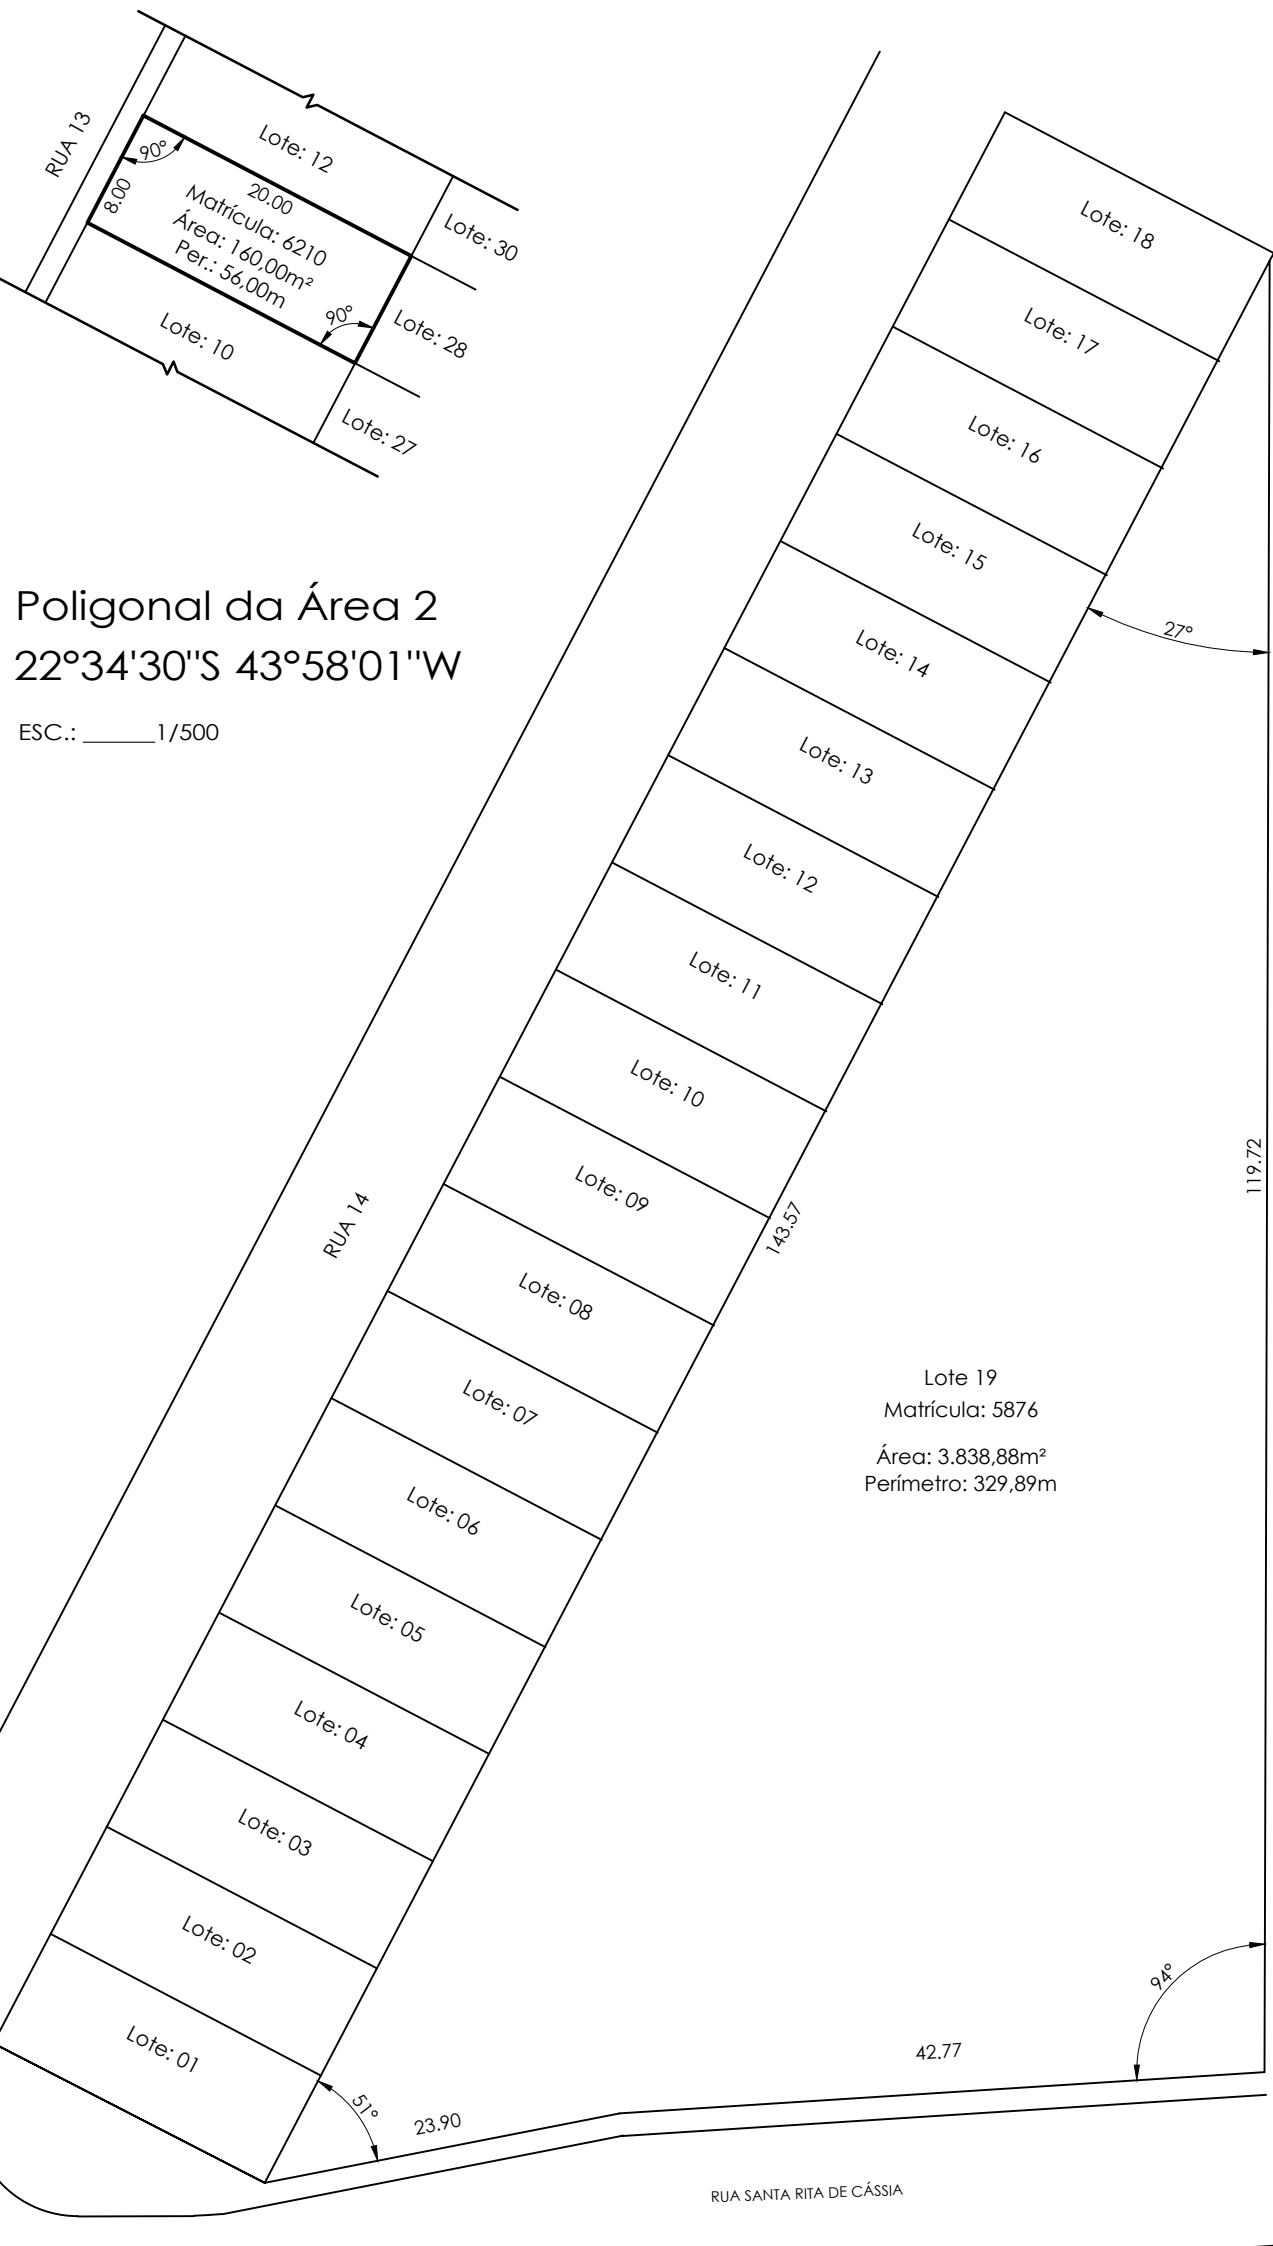 RUA 13
Lote: 12
90°
20.00
8.00
Matrícula: 6210
Área: 160,00m²
Per.: 56,00m
90°
Lote: 30
Lote: 28
Lote: 10
Lote: 27
Poligonal da Área 2
22°34'30"S 43°58'01"W
ESC.: ______1/500
Lote: 18
Lote: 17
Lote: 16
Lote: 15
Lote: 14
Lote: 13
Lote: 12
Lote: 11
Lote: 10
Lote: 09
Lote: 08
Lote: 07
Lote: 06
Lote: 05
Lote: 04
Lote: 03
Lote: 02
Lote: 01
RUA 14
27°
119.72
143.57
Lote 19
Matrícula: 5876
Área: 3.838,88m²
Perímetro: 329,89m
94°
42.77
51°
23.90
RUA SANTA RITA DE CÁSSIA